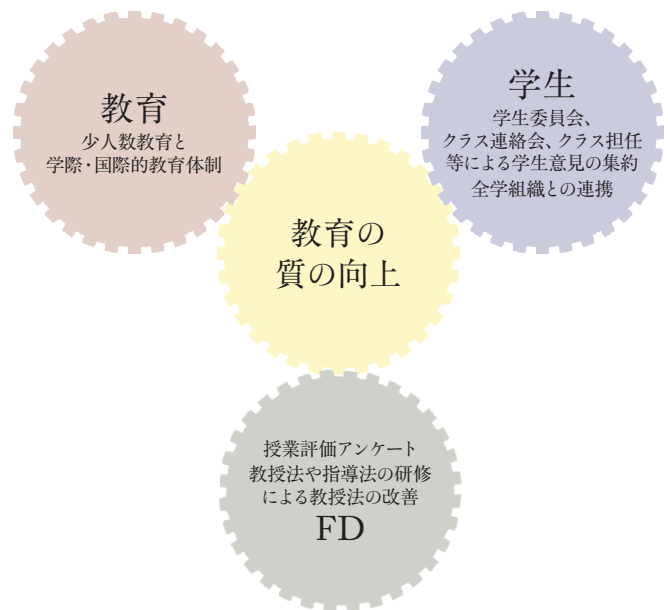 教育
少人数教育と
学際・国際的教育体制
学生
学生委員会、
クラス連絡会、クラス担任
等による学生意見の集約
全学組織との連携
教育の
質の向上
授業評価アンケート
教授法や指導法の研修
による教授法の改善
FD